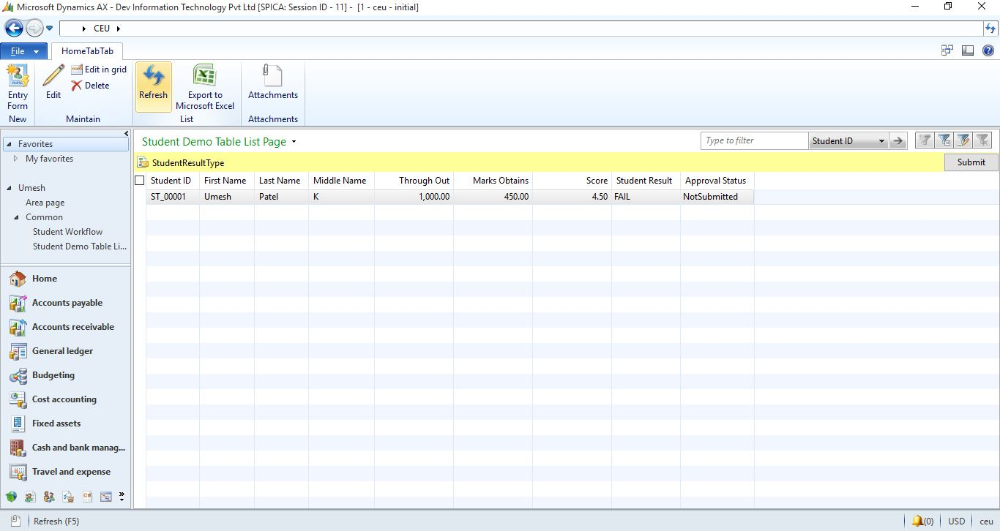 Microsoft Dynamics AX - Dev Information Technology Pvt Ltd [SPICA: Session ID - 11] - [1 - ceu - initial]
CEU
File HomeTabTab
Entry Form
Edit
Edit in grid
Delete
Refresh
Export to Microsoft Excel
Attachments
New Maintain List Attachments
Favorites
My favorites
Umesh
Area page
Common
Student Workflow
Student Demo Table Li...
Home
Accounts payable
Accounts receivable
General ledger
Budgeting
Cost accounting
Fixed assets
Cash and bank manag...
Travel and expense
Student Demo Table List Page
Type to filter Student ID
StudentResultType Submit
Student ID First Name Last Name Middle Name Through Out Marks Obtains Score Student Result Approval Status
ST_00001 Umesh Patel K 1,000.00 450.00 4.50 FAIL NotSubmitted
Refresh (F5) (0) USD ceu